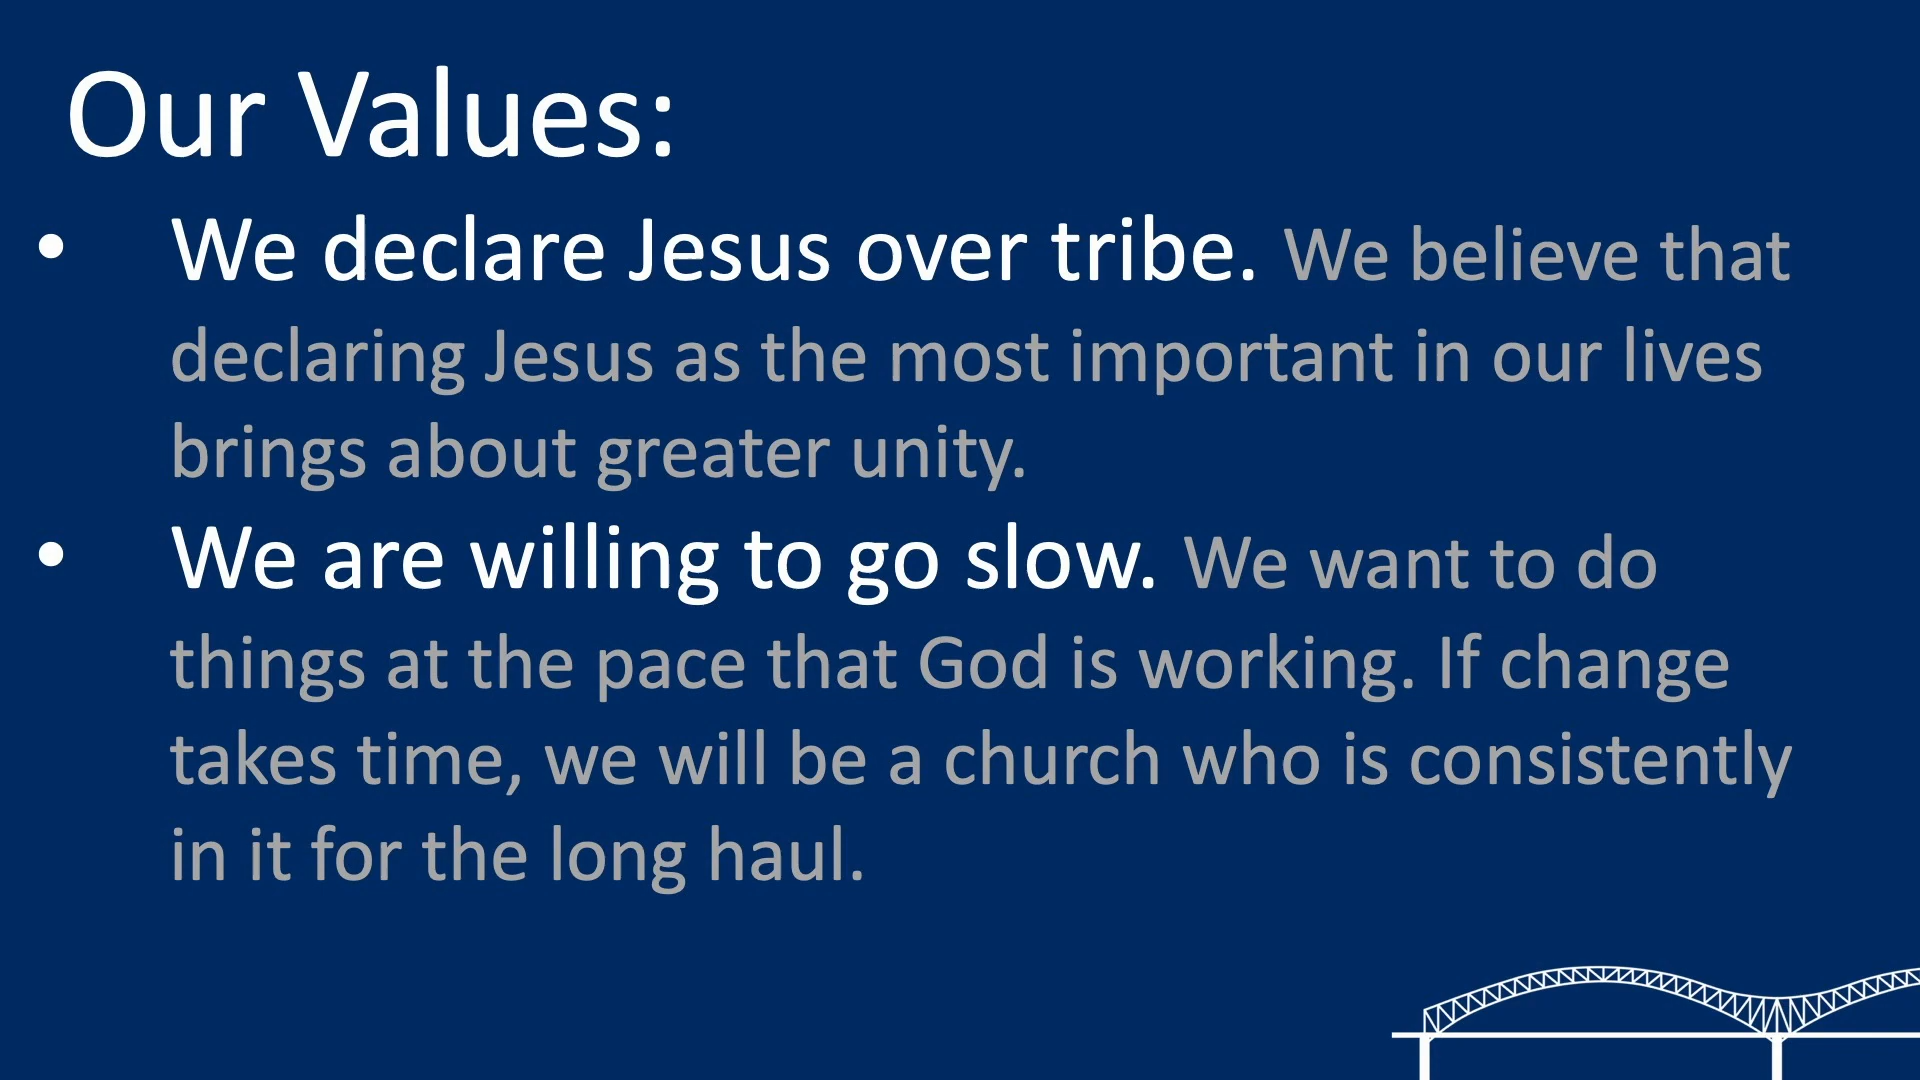 Our Values:
• We declare Jesus over tribe. We believe that
declaring Jesus as the most important in our lives
brings about greater unity.
• We are willing to go slow. We want to do
things at the pace that God is working. If change
takes time, we will be a church who is consistently
in it for the long haul.